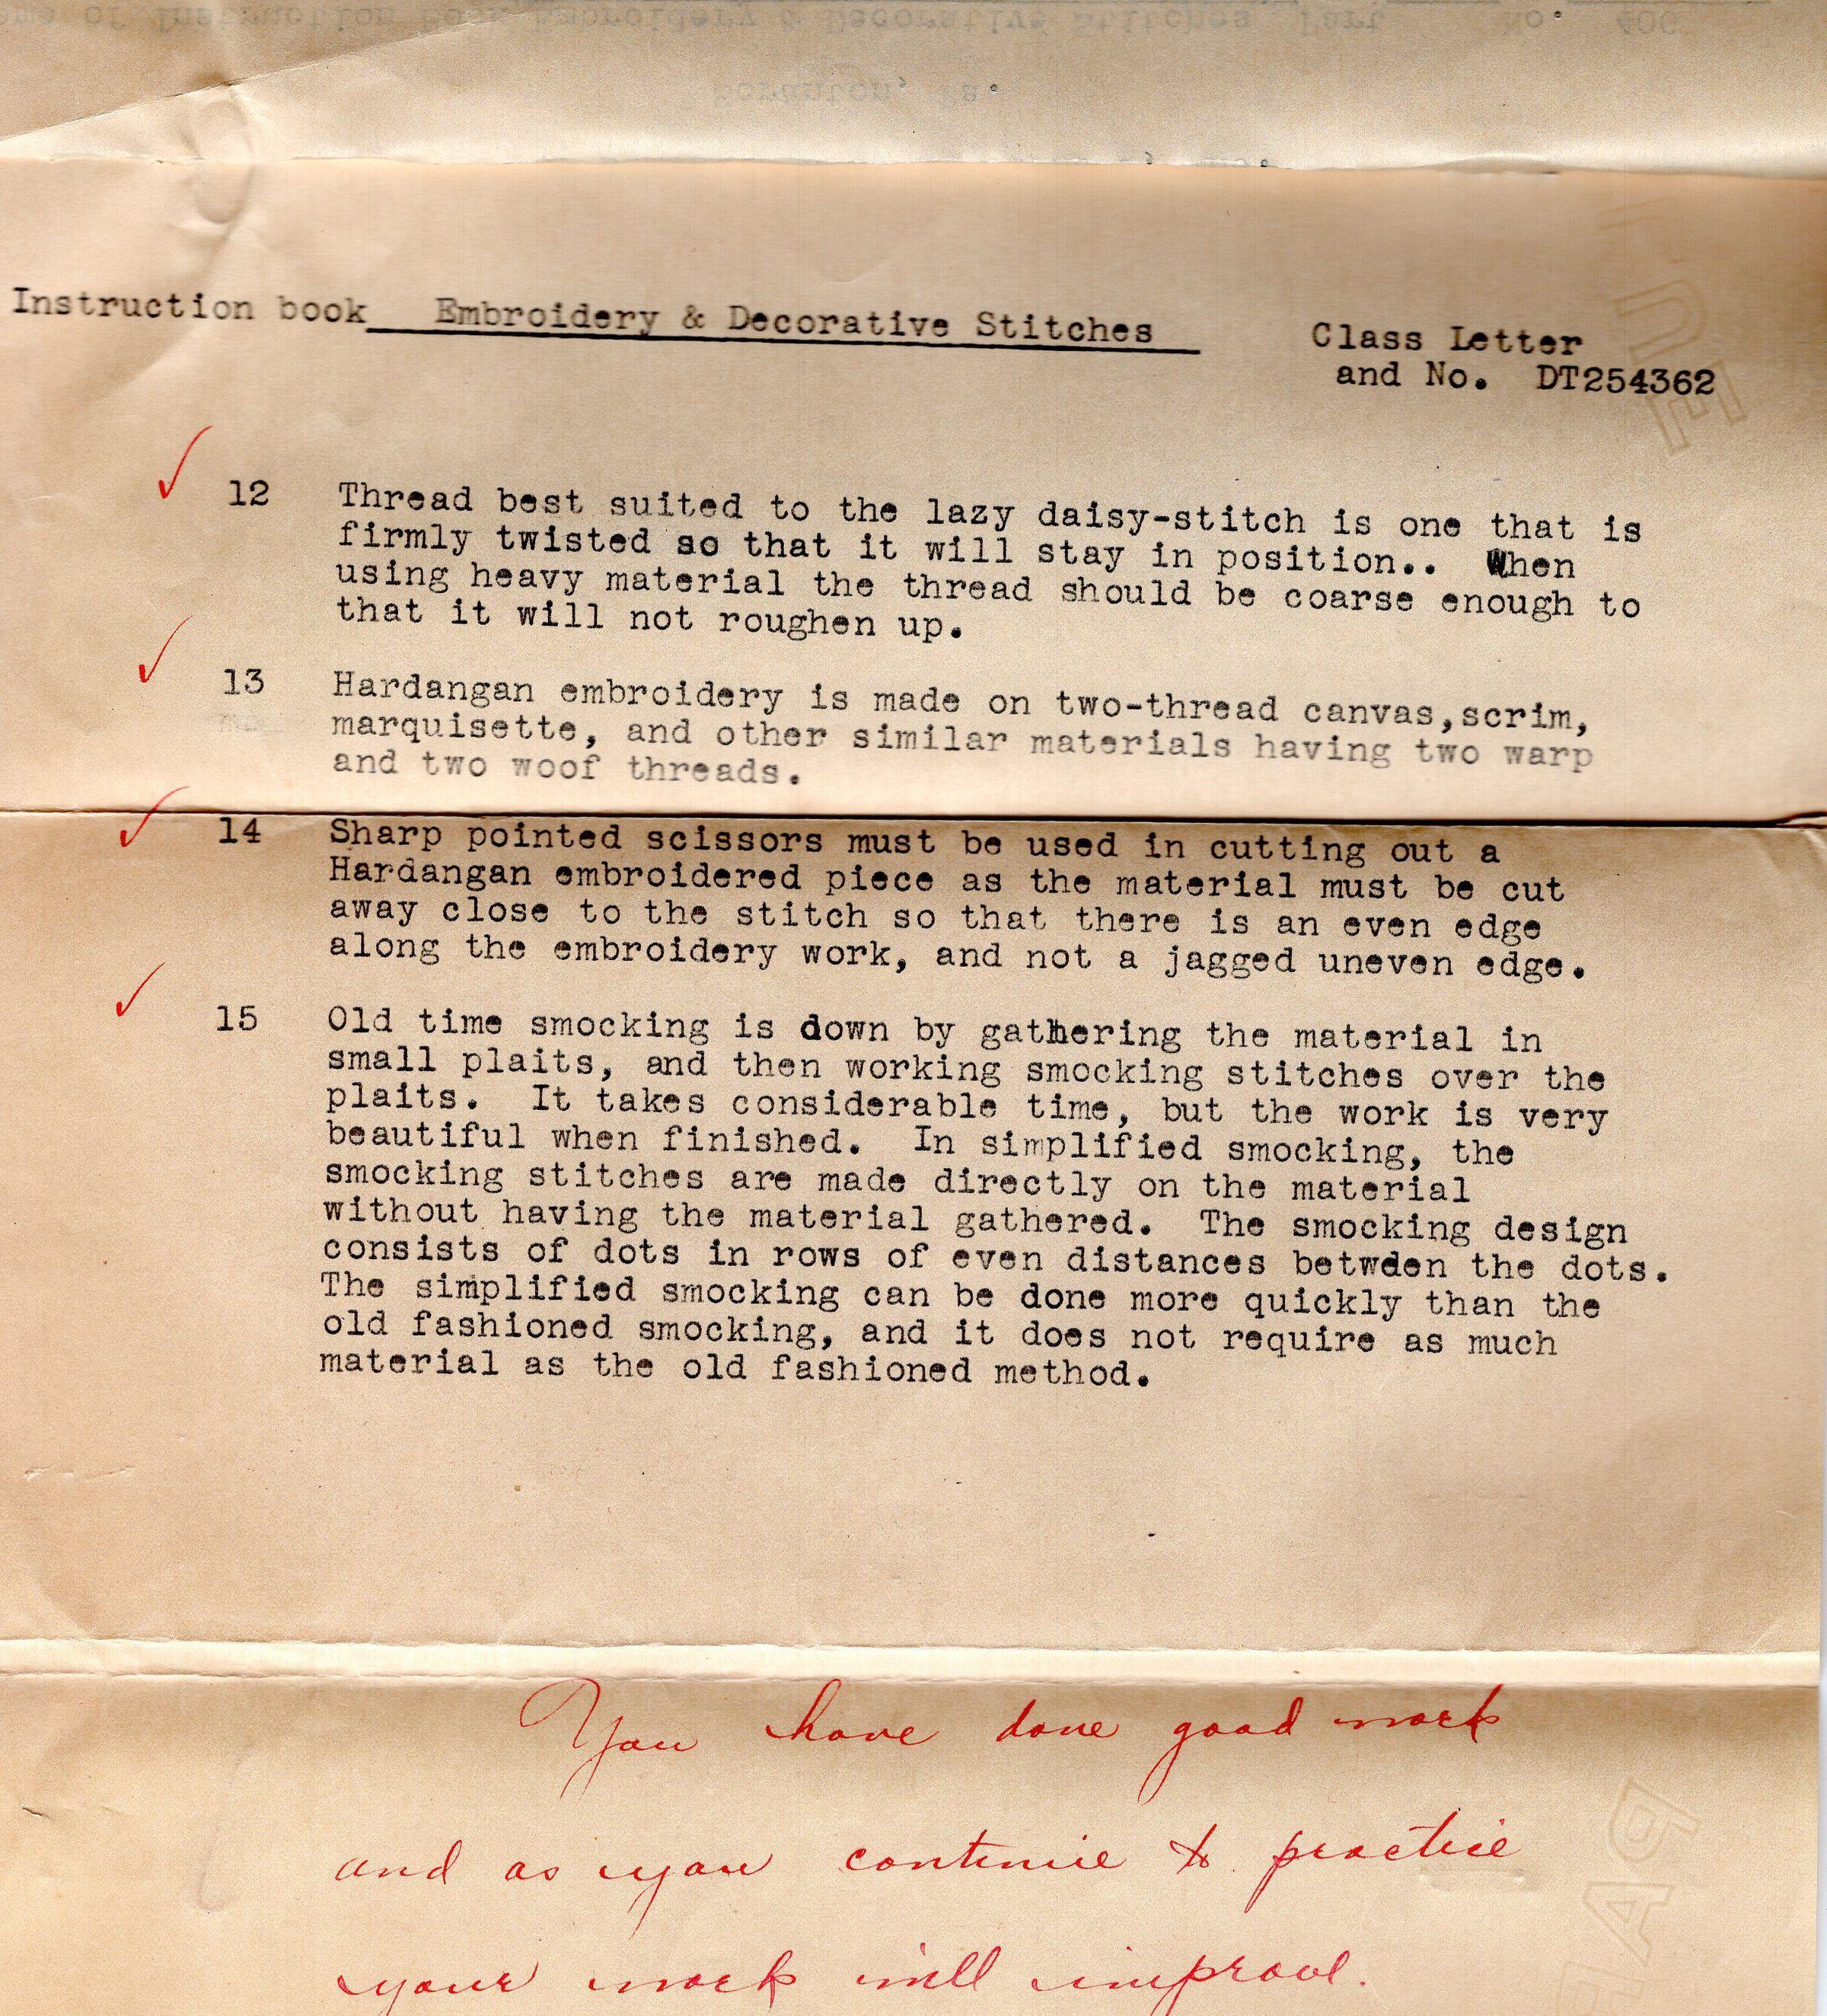 Instruction book   Embroidery & Decorative Stitches
Class Letter
and No.  DT254362
12   Thread best suited to the lazy daisy-stitch is one that is
firmly twisted so that it will stay in position..  When
using heavy material the thread should be coarse enough to
that it will not roughen up.
13   Hardangan embroidery is made on two-thread canvas,scrim,
marquisette, and other similar materials having two warp
and two woof threads.
14   Sharp pointed scissors must be used in cutting out a
Hardangan embroidered piece as the material must be cut
away close to the stitch so that there is an even edge
along the embroidery work, and not a jagged uneven edge.
15   Old time smocking is down by gathering the material in
small plaits, and then working smocking stitches over the
plaits.  It takes considerable time, but the work is very
beautiful when finished.  In simplified smocking, the
smocking stitches are made directly on the material
without having the material gathered.  The smocking design
consists of dots in rows of even distances betwden the dots.
The simplified smocking can be done more quickly than the
old fashioned smocking, and it does not require as much
material as the old fashioned method.
You have done good work
and as you continue to practice
your work will improve.